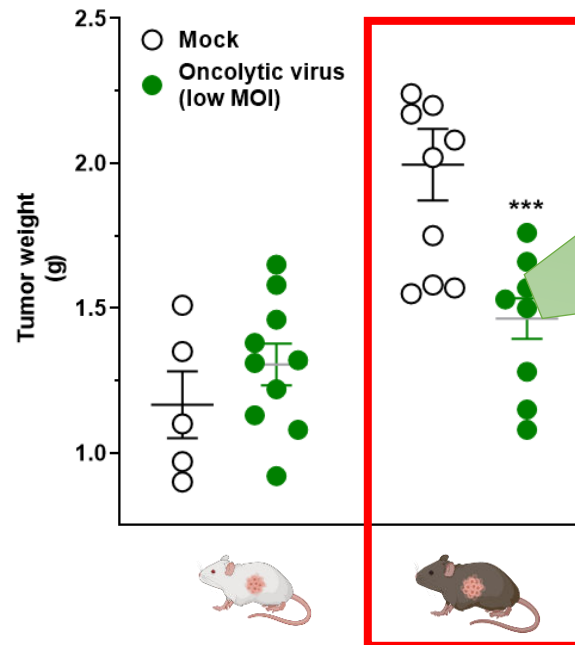 2.5
Mock
Oncolytic virus
(low MOI)
2.0
***
Tumor weight
(g)
1.5
1.0